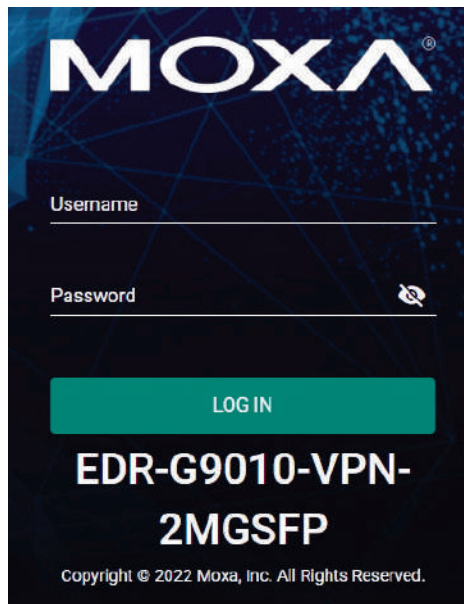 MOXA®
Username
Password
LOG IN
EDR-G9010-VPN-
2MGSFP
Copyright © 2022 Moxa, Inc. All Rights Reserved.